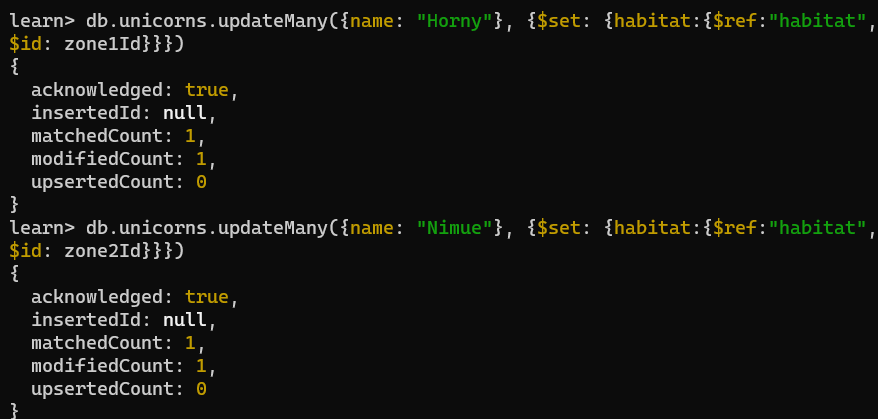 learn> db.unicorns.updateMany({name: "Horny"}, {$set: {habitat:{$ref:"habitat",
$id: zone1Id}}})
{
  acknowledged: true,
  insertedId: null,
  matchedCount: 1,
  modifiedCount: 1,
  upsertedCount: 0
}
learn> db.unicorns.updateMany({name: "Nimue"}, {$set: {habitat:{$ref:"habitat",
$id: zone2Id}}})
{
  acknowledged: true,
  insertedId: null,
  matchedCount: 1,
  modifiedCount: 1,
  upsertedCount: 0
}